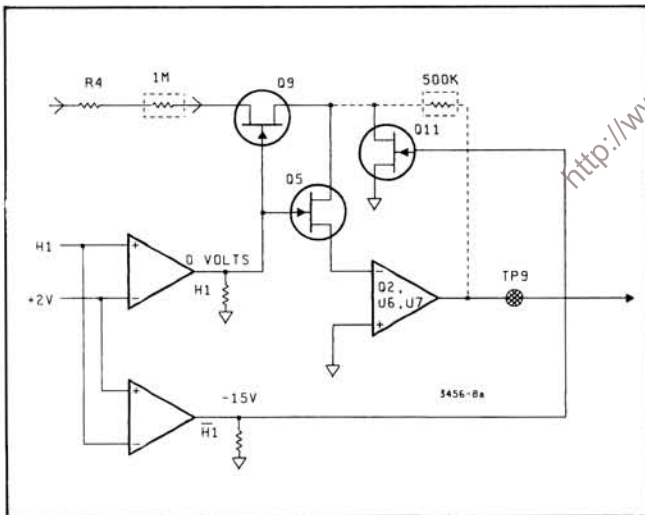 R4
1M
Q9
500K
Q11
http://ww
Q5
H1
0 VOLTS
H1
+2V
Q2,
U6,U7
TP9
-15V
3456-8a
H1